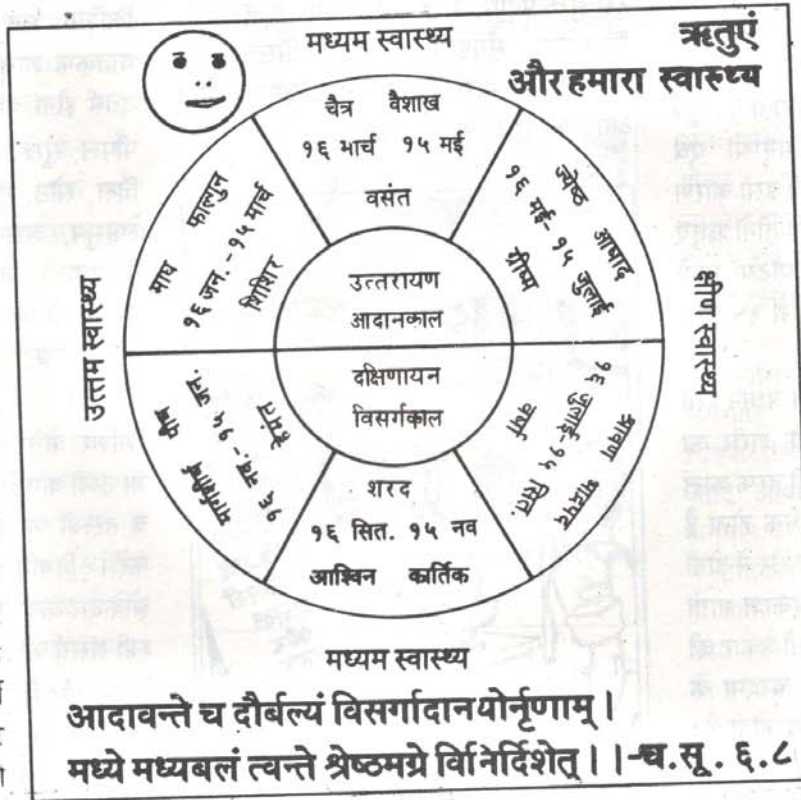 ऋतुएं
और हमारा स्वास्थ्य
मध्यम स्वास्थ्य
चैत्र वैशाख
१६ मार्च १५ मई
वसंत
ज्येष्ठ आषाढ
१६ मई- १५ जुलाई
ग्रीष्म
क्षीण स्वास्थ्य
श्रावण भाद्रपद
१६ जुलाई- १५ सित.
वर्षा
शरद
१६ सित. १५ नव
आश्विन कार्तिक
मध्यम स्वास्थ्य
मार्गशीर्ष पौष
१६ नव.- १५ जन.
हेमंत
उत्तम स्वास्थ्य
माघ फाल्गुन
१६ जन. - १५ मार्च
शिशिर
उत्तरायण
आदानकाल
दक्षिणायन
विसर्गकाल
आदावन्ते च दौर्बल्यं विसर्गादानयोर्नृणाम्।
मध्ये मध्यबलं त्वन्ते श्रेष्ठमग्रे विनिर्दिशेत्।।-च.सू. ६.८